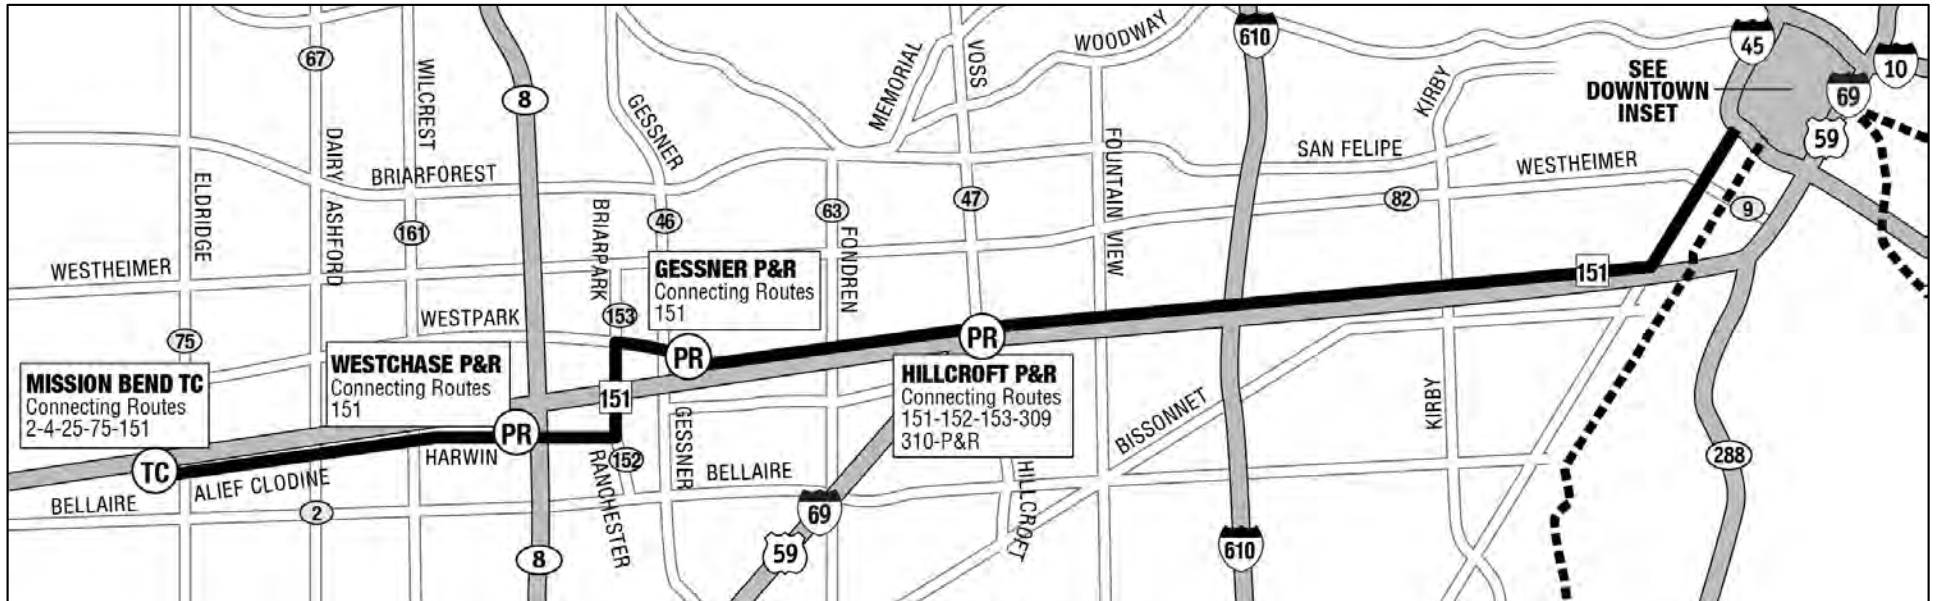 67
WILCREST
8
GESSNER
MEMORIAL
VOSS
WOODWAY
610
KIRBY
45
SEE
DOWNTOWN
INSET
10
69
59
DAIRY ASHFORD
BRIARFOREST
ELDRIDGE
161
BRIARPARK
46
63
FONDREN
47
FOUNTAIN VIEW
SAN FELIPE
82
WESTHEIMER
9
WESTHEIMER
75
WESTPARK
153
GESSNER P&R
Connecting Routes
151
PR
PR
151
MISSION BEND TC
Connecting Routes
2-4-25-75-151
WESTCHASE P&R
Connecting Routes
151
151
HILLCROFT P&R
Connecting Routes
151-152-153-309
310-P&R
TC
ALIEF CLODINE
HARWIN
PR
BELLAIRE
2
8
RANCHESTER
152
GESSNER
BELLAIRE
69
59
HILLCROFT
BISSONNET
610
KIRBY
288